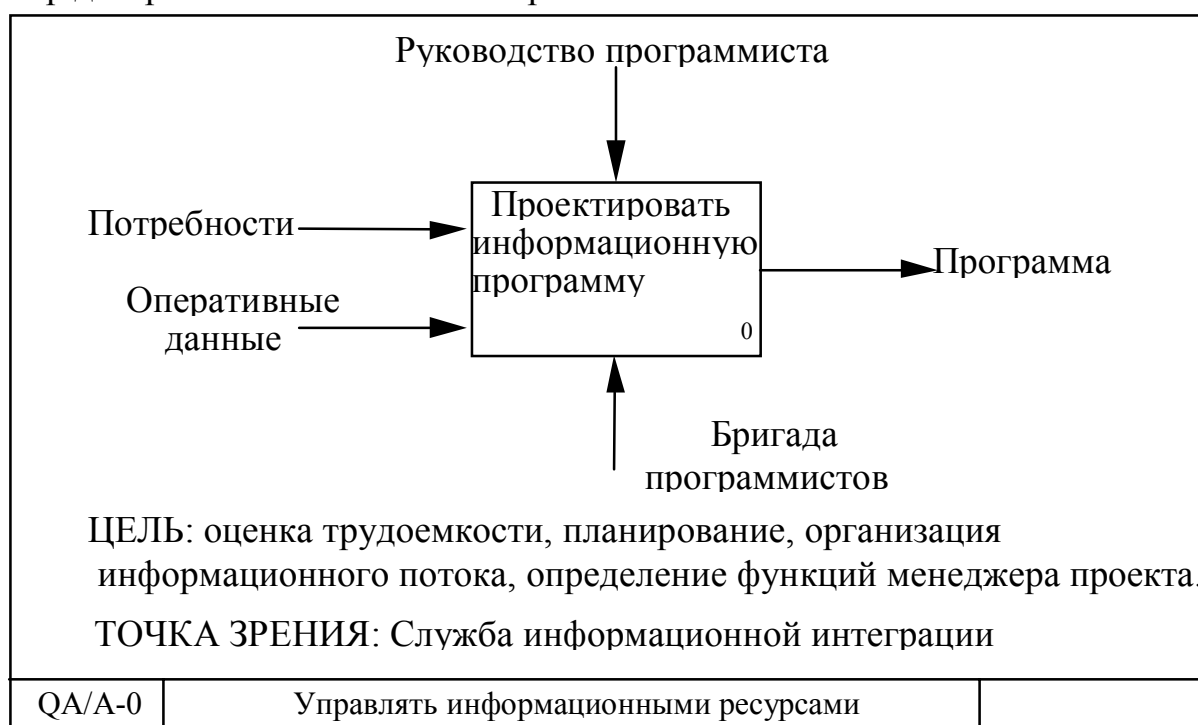 Руководство программиста
Проектировать
информационную
программу
0
Потребности
Оперативные
данные
Программа
Бригада
программистов
ЦЕЛЬ: оценка трудоемкости, планирование, организация
информационного потока, определение функций менеджера проекта.
ТОЧКА ЗРЕНИЯ: Служба информационной интеграции
QA/A-0 Управлять информационными ресурсами